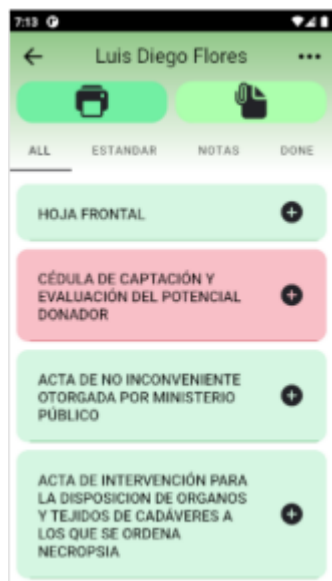 7:13
Luis Diego Flores
ALL ESTANDAR NOTAS DONE
HOJA FRONTAL
CÉDULA DE CAPTACIÓN Y
EVALUACIÓN DEL POTENCIAL
DONADOR
ACTA DE NO INCONVENIENTE
OTORGADA POR MINISTERIO
PÚBLICO
ACTA DE INTERVENCIÓN PARA
LA DISPOSICION DE ORGANOS
Y TEJIDOS DE CADÁVERES A
LOS QUE SE ORDENA
NECROPSIA